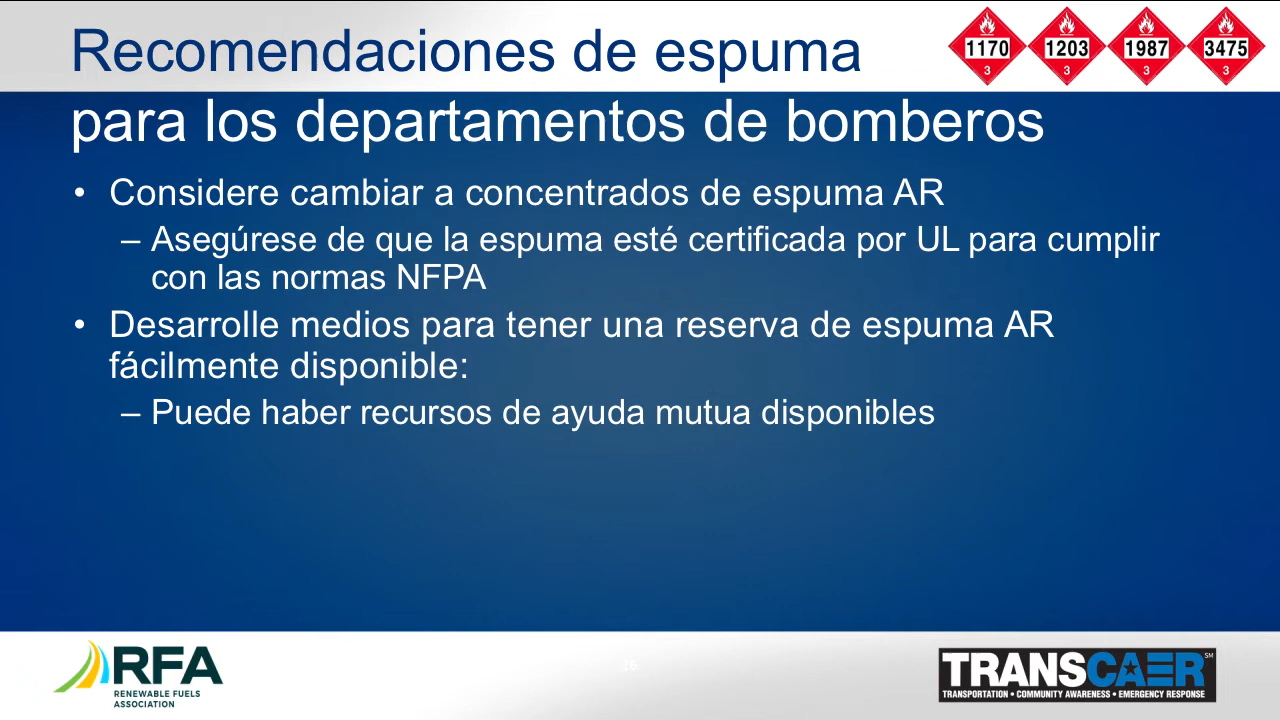 Recomendaciones de espuma
para los departamentos de bomberos
1170
3
1203
3
1987
3
3475
3
• Considere cambiar a concentrados de espuma AR
– Asegúrese de que la espuma esté certificada por UL para cumplir
con las normas NFPA
• Desarrolle medios para tener una reserva de espuma AR
fácilmente disponible:
– Puede haber recursos de ayuda mutua disponibles
RFA
RENEWABLE FUELS
ASSOCIATION
26
TRANSCAER SM
TRANSPORTATION • COMMUNITY AWARENESS • EMERGENCY RESPONSE